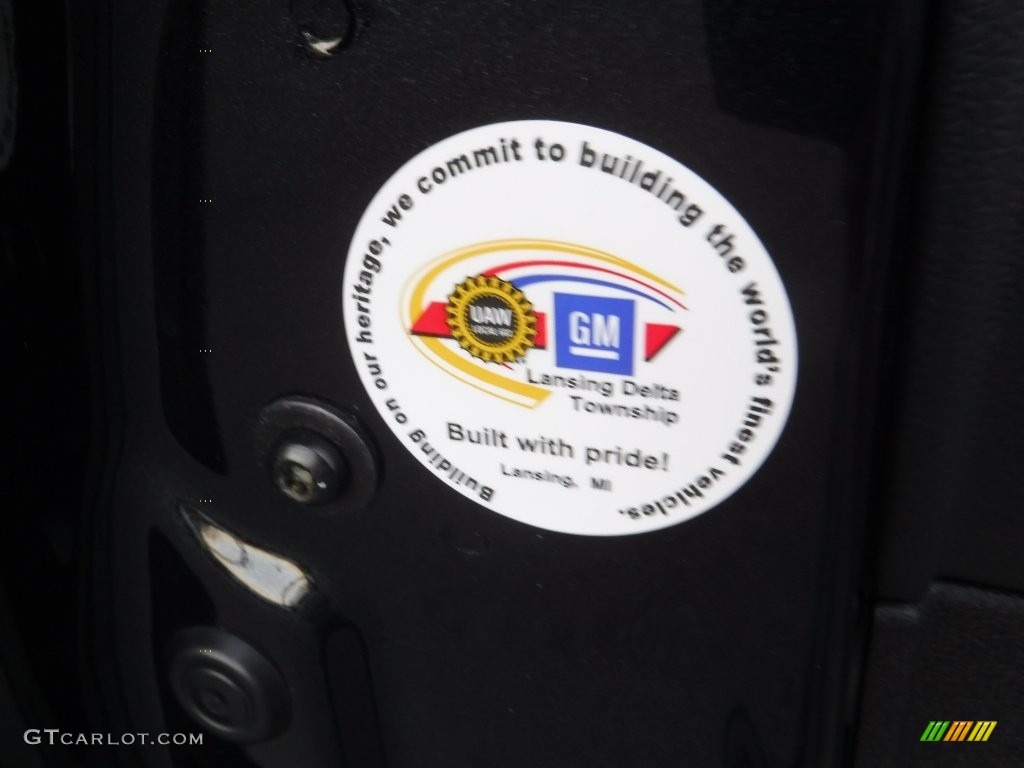 Building on our heritage, we commit to building the world's finest vehicles.
UAW
GM
Lansing Delta
Township
Built with pride!
Lansing, MI
GTCARLOT.COM